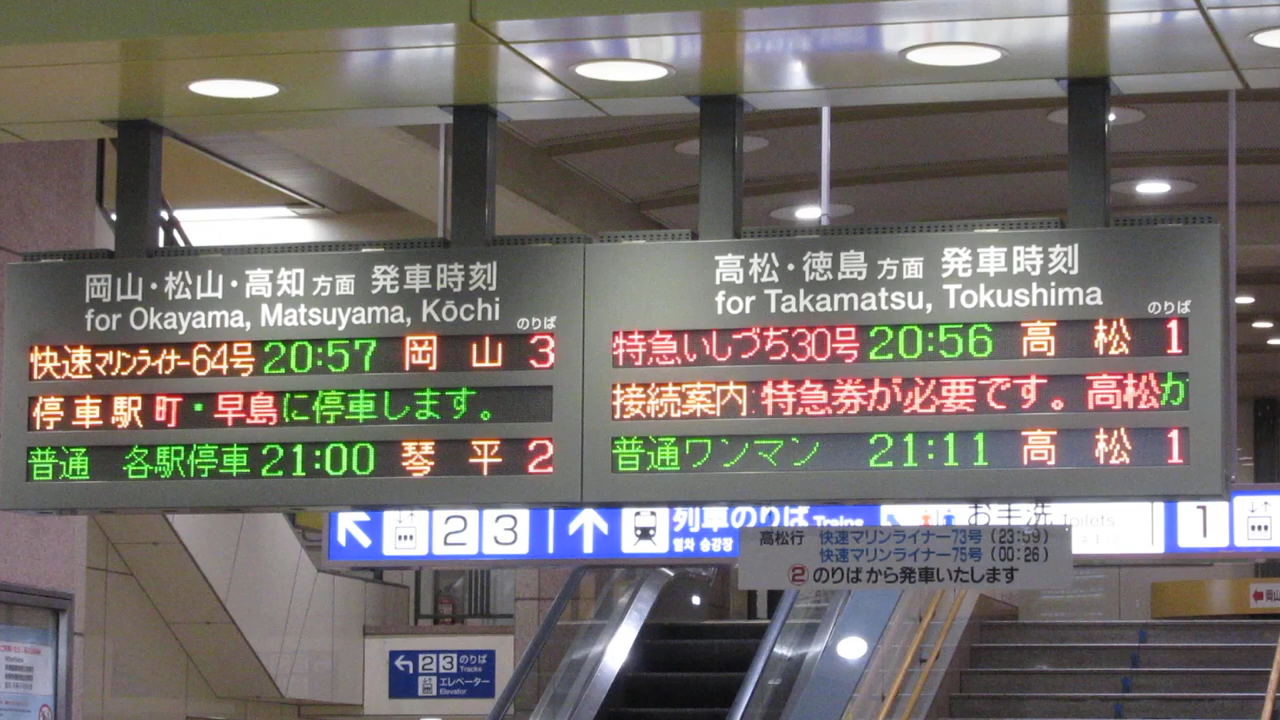 岡山・松山・高知 方面 発車時刻
for Okayama, Matsuyama, Kōchi
のりば
快速マリンライナー64号 20:57 岡山 3
停車駅 町・早島に停車します。
普通 各駅停車 21:00 琴平 2
高松・徳島 方面 発車時刻
for Takamatsu, Tokushima
のりば
特急いしづち30号 20:56 高松 1
接続案内:特急券が必要です。高松か
普通ワンマン 21:11 高松 1
2 3
列車のりば Trains
열차 승강장
お手洗 Toilets
1
高松行 快速マリンライナー73号(23:59)
快速マリンライナー75号(00:26)
②のりばから発車いたします
2 3 のりば
Tracks
エレベーター
Elevator
岡山